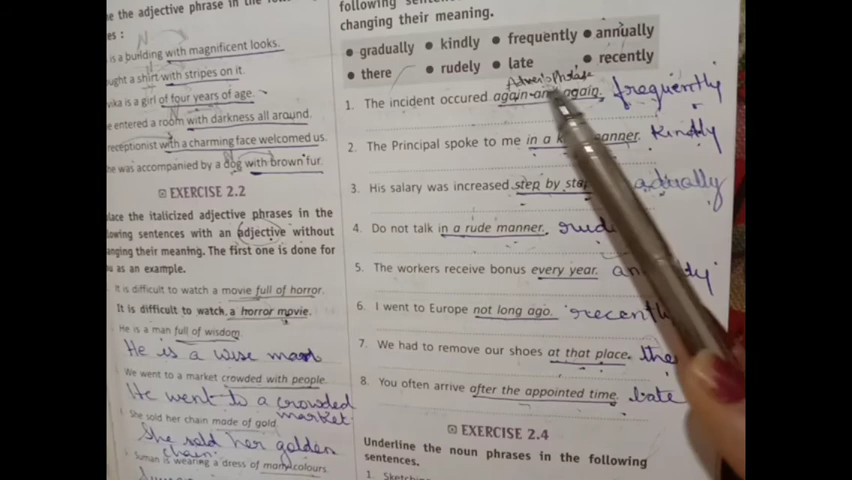 e the adjective phrase in the
es :
is a building with magnificent looks.
ught a shirt with stripes on it.
ika is a girl of four years of age.
e entered a room with darkness all around.
receptionist with a charming face welcomed us.
he was accompanied by a dog with brown fur.
EXERCISE 2.2
lace the italicized adjective phrases in the
owing sentences with an adjective without
anging their meaning. The first one is done for
as an example.
It is difficult to watch a movie full of horror.
It is difficult to watch a horror movie.
He is a man full of wisdom.
He is a wise man
We went to a market crowded with people.
He went to a crowded
market.
She sold her chain made of gold.
She sold her golden
chain.
Suman is wearing a dress of many colours.
following
changing their meaning.
• gradually • kindly • frequently • annually
• there • rudely • late • recently
Adverb Phrase
1. The incident occured again and again. frequently
2. The Principal spoke to me in a manner. kindly
3. His salary was increased step by step adually
4. Do not talk in a rude manner. rud
5. The workers receive bonus every year. an ly
6. I went to Europe not long ago. recently
7. We had to remove our shoes at that place. the
8. You often arrive after the appointed time. late
EXERCISE 2.4
Underline the noun phrases in the following
sentences.
1. Sketching